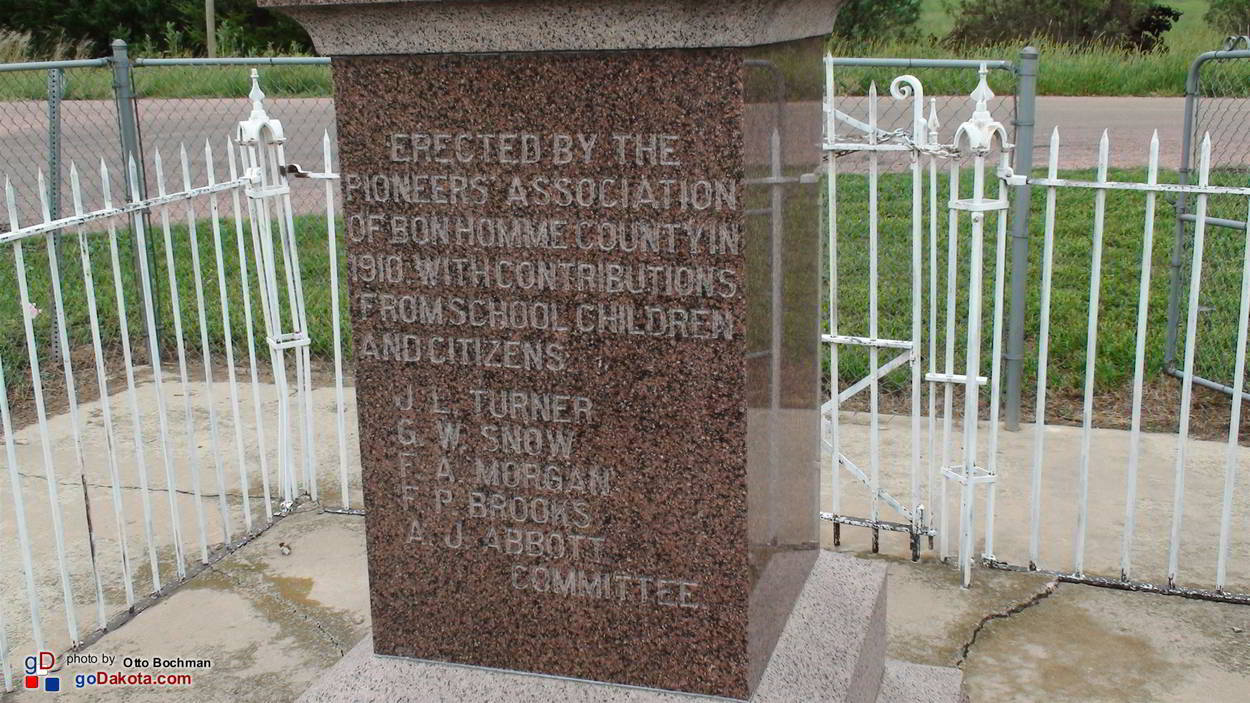 ERECTED BY THE
PIONEERS ASSOCIATION
OF BON HOMME COUNTY IN
1910. WITH CONTRIBUTIONS
FROM SCHOOL CHILDREN
AND CITIZENS.
J. L. TURNER
G. W. SNOW
F. A. MORGAN
F. P. BROOKS
A. J. ABBOTT
COMMITTEE
gD photo by Otto Bochman
goDakota.com